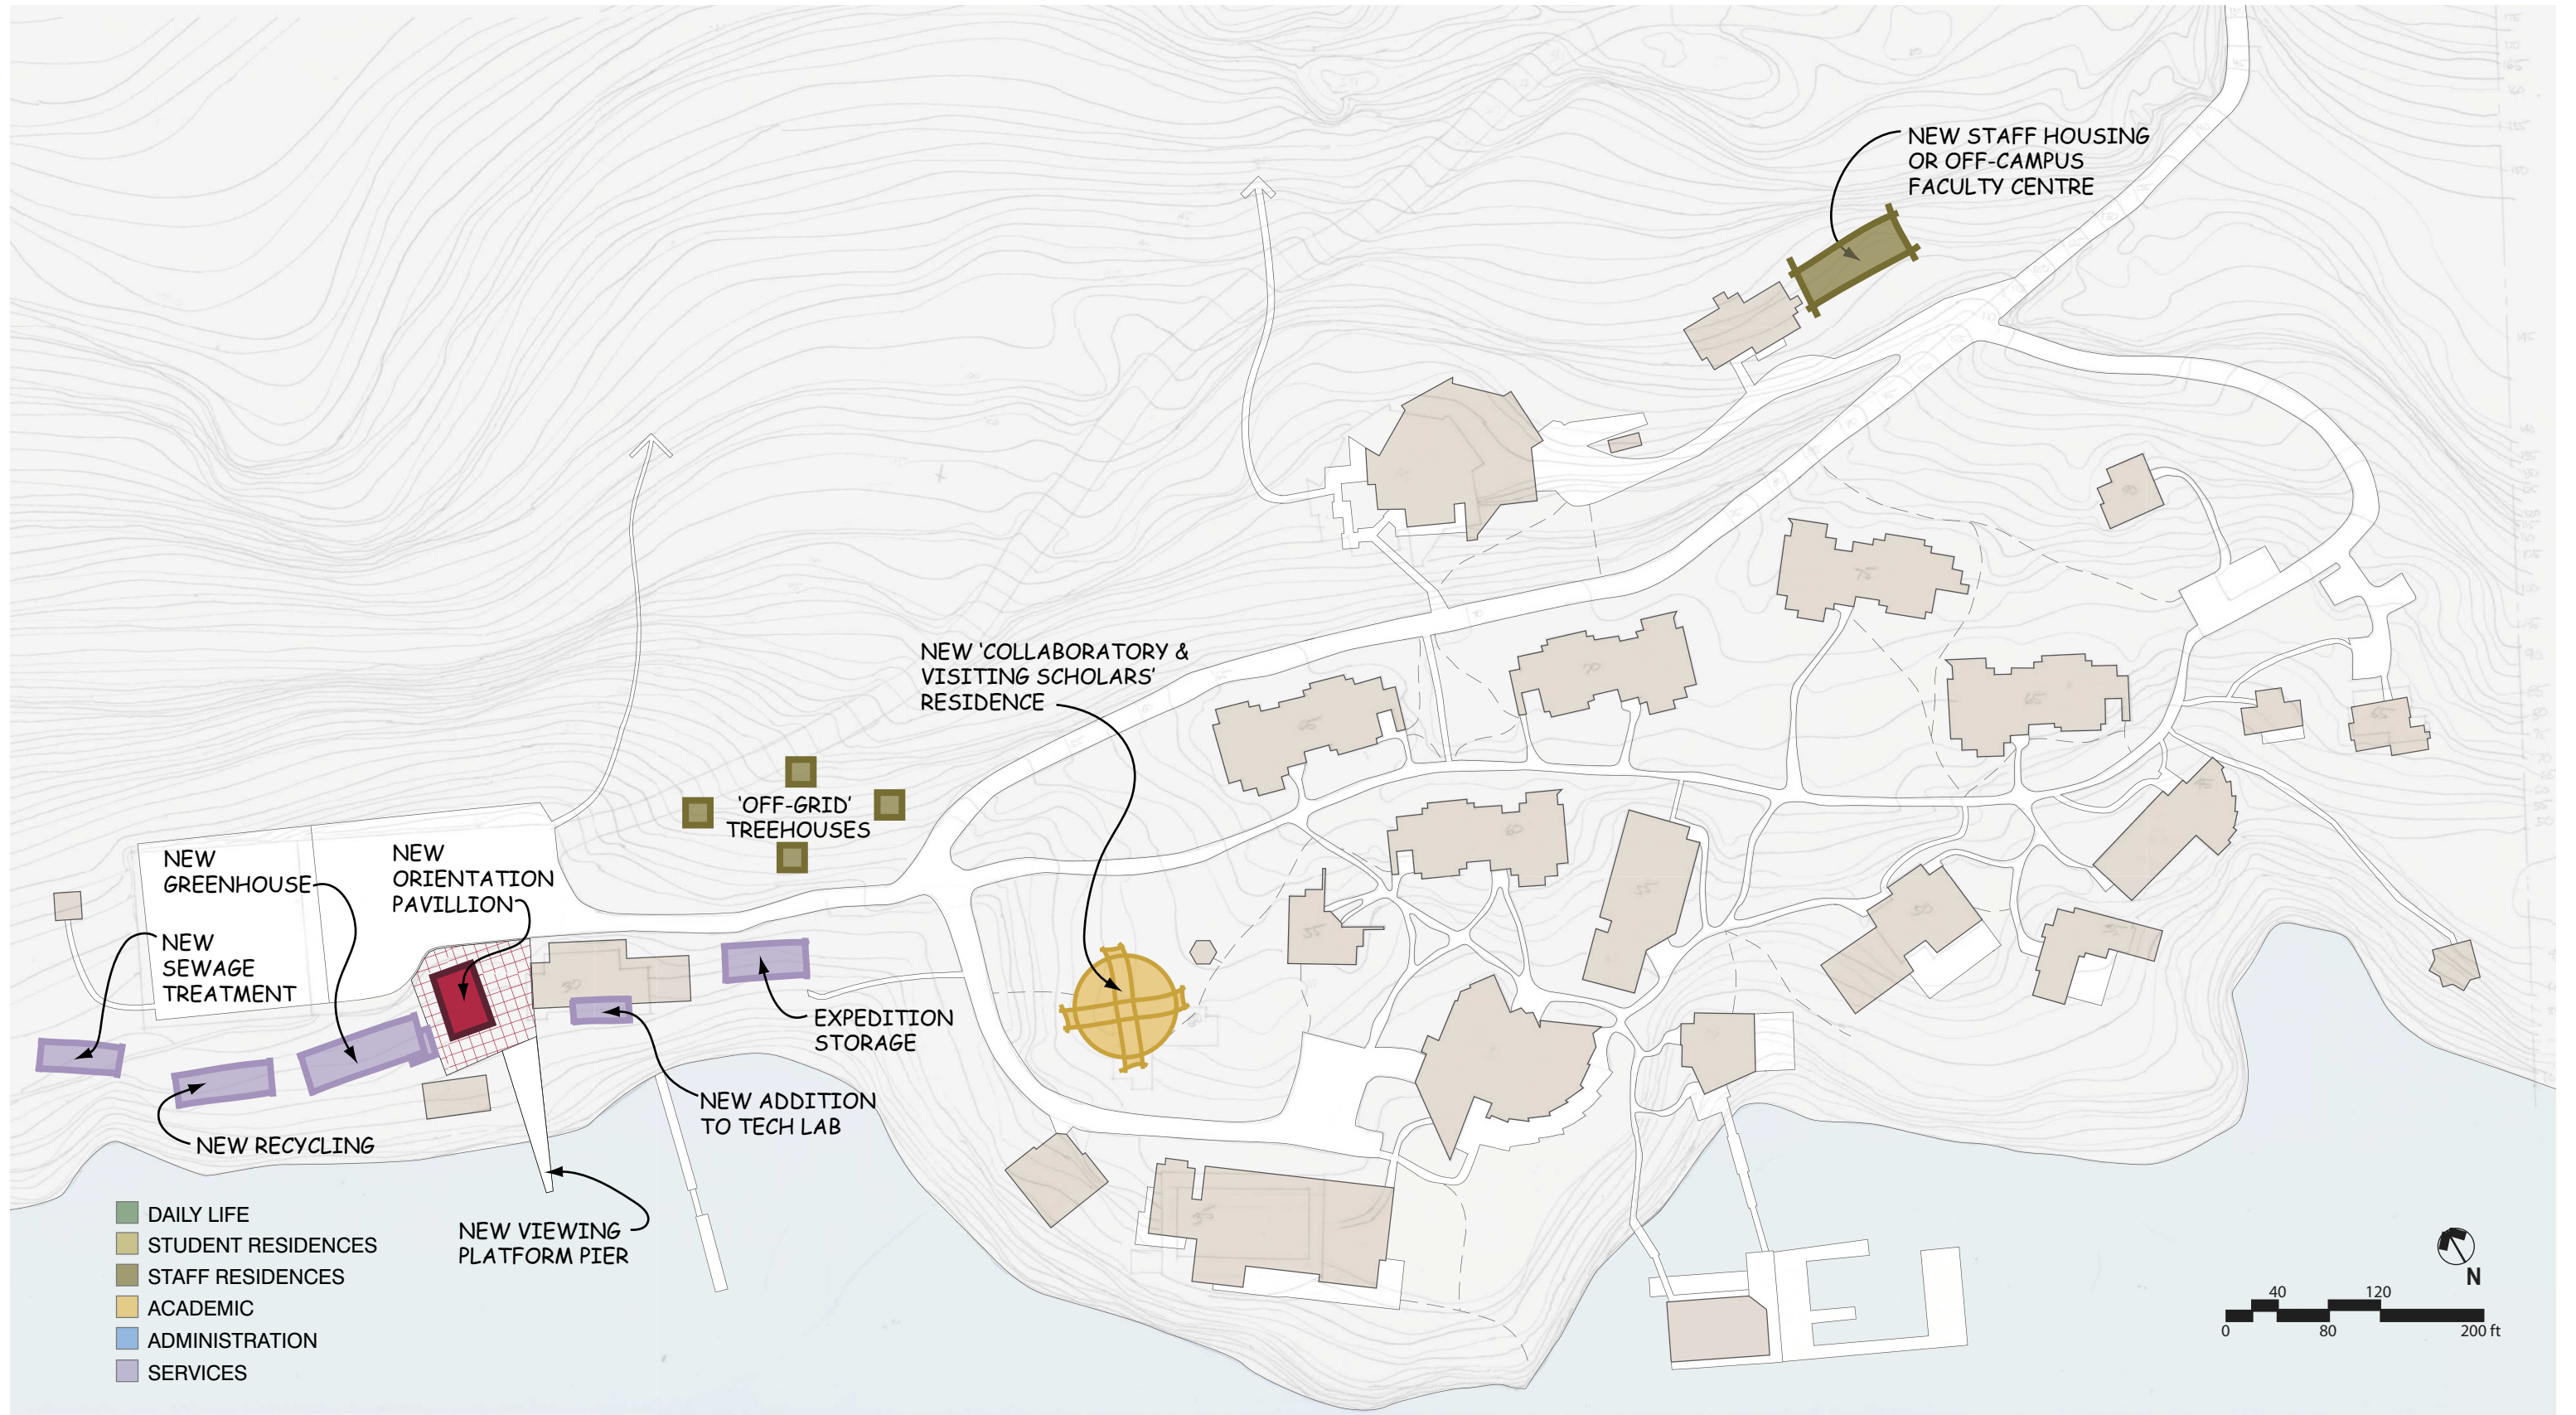 NEW STAFF HOUSING
OR OFF-CAMPUS
FACULTY CENTRE
NEW ‘COLLABORATORY &
VISITING SCHOLARS’
RESIDENCE
‘OFF-GRID’
TREEHOUSES
NEW
GREENHOUSE
NEW
ORIENTATION
PAVILLION
NEW
SEWAGE
TREATMENT
EXPEDITION
STORAGE
NEW ADDITION
TO TECH LAB
NEW RECYCLING
NEW VIEWING
PLATFORM PIER
DAILY LIFE
STUDENT RESIDENCES
STAFF RESIDENCES
ACADEMIC
ADMINISTRATION
SERVICES
N
40 120
0 80 200 ft